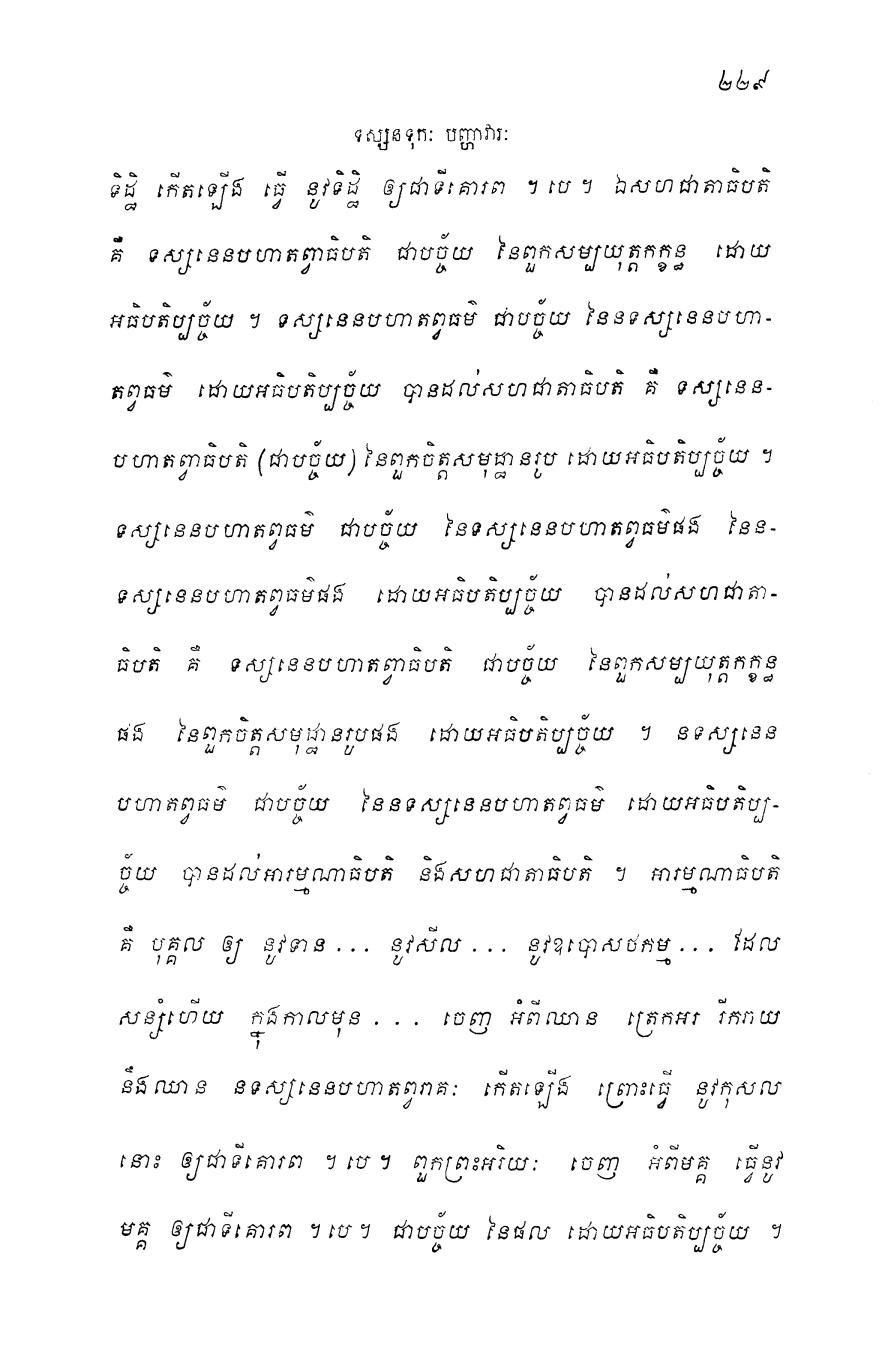 ២២៩
ទស្សនទុកៈ បញ្ហាវារៈ
ទិដ្ឋិ កើតឡើង ធ្វើ នូវទិដ្ឋិ ឲ្យជាទីគោរព ។ បេ ។ ឯសហជាតាធិបតិ
គឺ ទស្សនេនបហាតព្វាធិបតិ ជាបច្ច័យ នៃពួកសម្បយុត្តកក្ខន្ធ ដោយ
អធិបតិប្បច្ច័យ ។ ទស្សនេនបហាតព្វធម៌ ជាបច្ច័យ នៃនទស្សនេនបហា-
តព្វធម៌ ដោយអធិបតិប្បច្ច័យ បានដល់សហជាតាធិបតិ គឺ ទស្សនេន-
បហាតព្វាធិបតិ (ជាបច្ច័យ) នៃពួកចិត្តសមុដ្ឋានរូប ដោយអធិបតិប្បច្ច័យ ។
ទស្សនេនបហាតព្វធម៌ ជាបច្ច័យ នៃទស្សនេនបហាតព្វធម៌ផង នៃន-
ទស្សនេនបហាតព្វធម៌ផង ដោយអធិបតិប្បច្ច័យ បានដល់សហជាតា-
ធិបតិ គឺ ទស្សនេនបហាតព្វាធិបតិ ជាបច្ច័យ នៃពួកសម្បយុត្តកក្ខន្ធ
ផង នៃពួកចិត្តសមុដ្ឋានរូបផង ដោយអធិបតិប្បច្ច័យ ។ នទស្សនេន
បហាតព្វធម៌ ជាបច្ច័យ នៃនទស្សនេនបហាតព្វធម៌ ដោយអធិបតិប្ប-
ច្ច័យ បានដល់អារម្មណាធិបតិ និងសហជាតាធិបតិ ។ អារម្មណាធិបតិ
គឺ បុគ្គល ឲ្យ នូវទាន ... នូវសីល ... នូវឧបោសថកម្ម ... ដែល
សន្សំហើយ ក្នុងកាលមុន ... ចេញ អំពីឈាន ត្រេកអរ រីករាយ
នឹងឈាន នទស្សនេនបហាតព្វរាគៈ កើតឡើង ព្រោះធ្វើ នូវកុសល
នោះ ឲ្យជាទីគោរព ។ បេ ។ ពួកព្រះអរិយៈ ចេញ អំពីមគ្គ ធ្វើនូវ
មគ្គ ឲ្យជាទីគោរព ។ បេ ។ ជាបច្ច័យ នៃផល ដោយអធិបតិប្បច្ច័យ ។